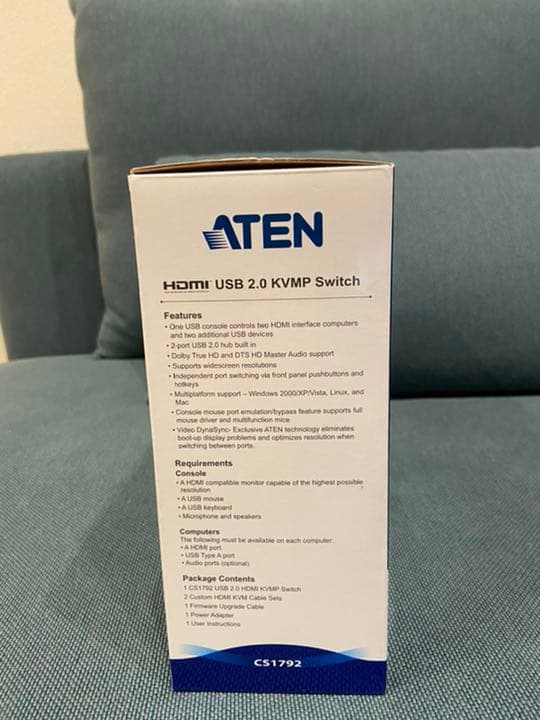 ATEN
HDMI USB 2.0 KVMP Switch
Features
• One USB console controls two HDMI interface computers
and two additional USB devices
• 2-port USB 2.0 hub built in
• Dolby True HD and DTS HD Master Audio support
• Supports widescreen resolutions
• Independent port switching via front panel pushbuttons and
hotkeys
• Multiplatform support – Windows 2000/XP/Vista, Linux, and
Mac
• Console mouse port emulation/bypass feature supports full
mouse driver and multifunction mice
• Video DynaSync- Exclusive ATEN technology eliminates
boot-up display problems and optimizes resolution when
switching between ports.
Requirements
Console
• A HDMI compatible monitor capable of the highest possible
resolution
• A USB mouse
• A USB keyboard
• Microphone and speakers
Computers
The following must be available on each computer:
• A HDMI port
• USB Type A port
• Audio ports (optional)
Package Contents
1 CS1792 USB 2.0 HDMI KVMP Switch
2 Custom HDMI KVM Cable Sets
1 Firmware Upgrade Cable
1 Power Adapter
1 User Instructions
CS1792